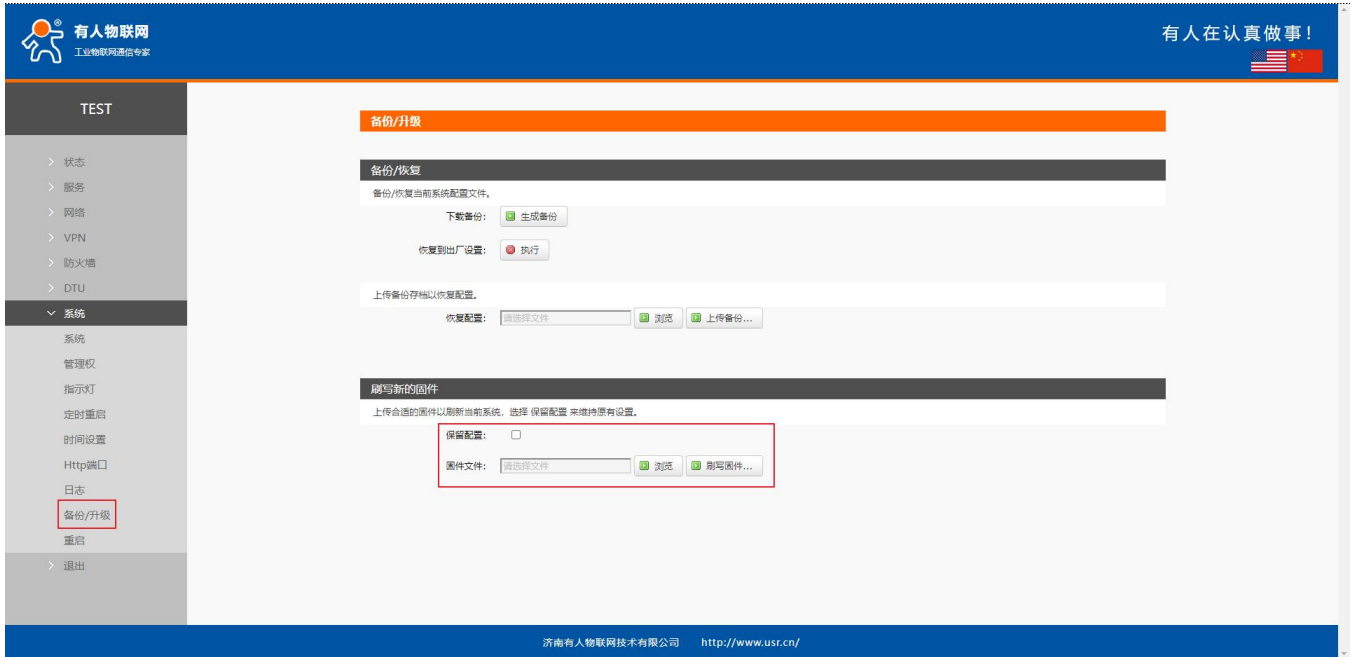 有人物联网
工业物联网通信专家
有人在认真做事！
TEST
状态
服务
网络
VPN
防火墙
DTU
系统
系统
管理权
指示灯
定时重启
时间设置
Http端口
日志
备份/升级
重启
退出
备份/升级
备份/恢复
备份/恢复当前系统配置文件。
下载备份： 生成备份
恢复到出厂设置： 执行
上传备份存档以恢复配置。
恢复配置： 请选择文件 浏览 上传备份...
刷写新的固件
上传合适的固件以刷新当前系统，选择 保留配置 来维持原有设置。
保留配置：
固件文件： 请选择文件 浏览 刷写固件...
济南有人物联网技术有限公司 http://www.usr.cn/